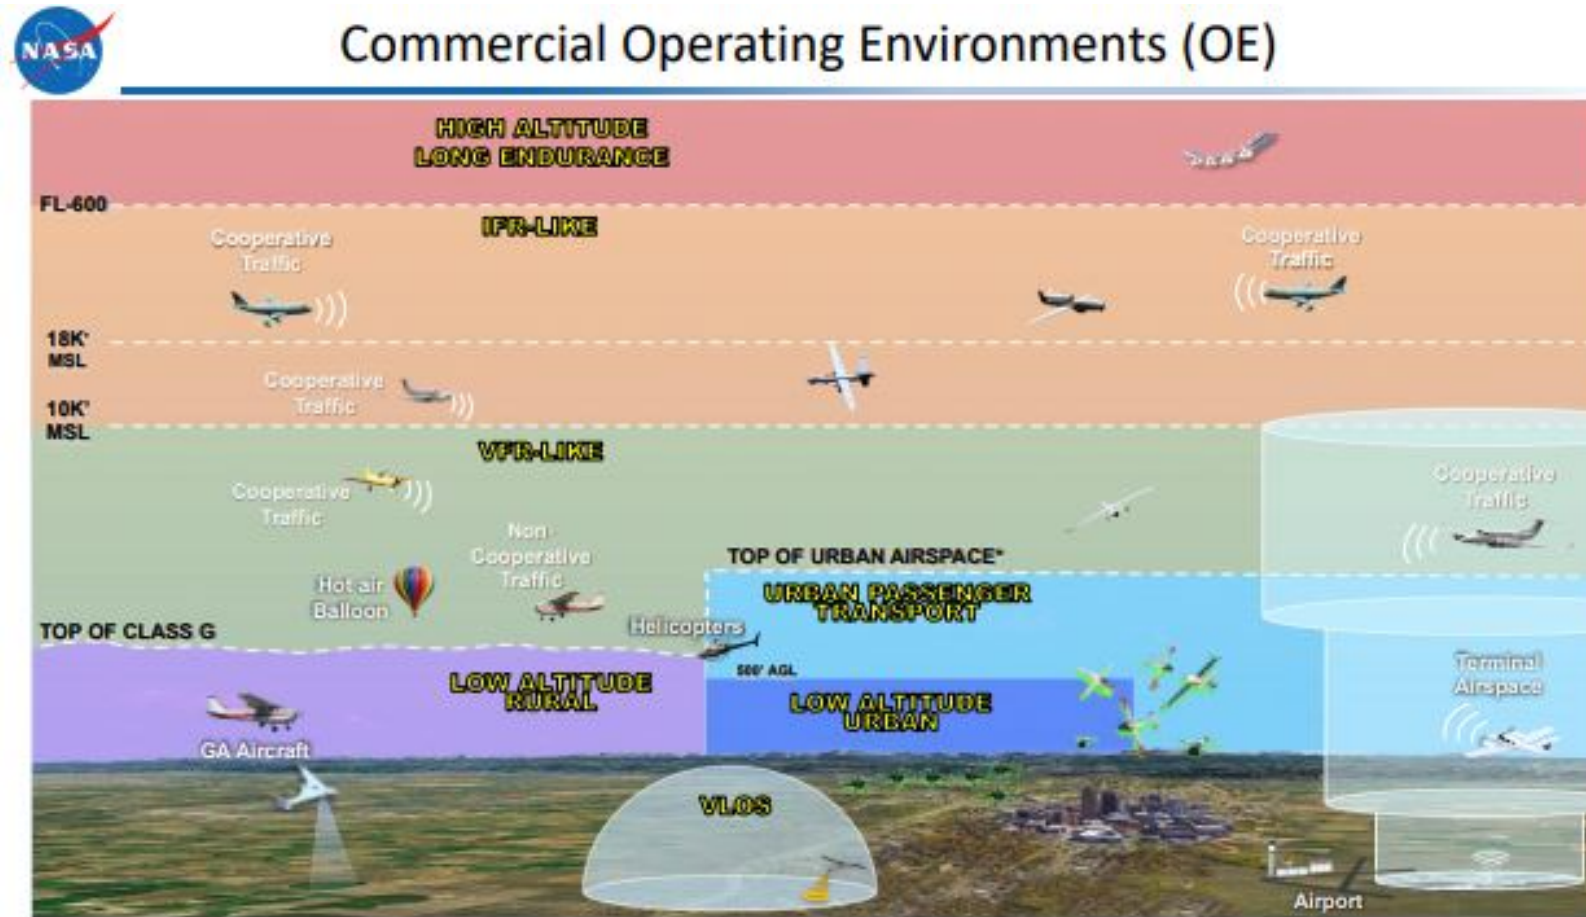 NASA
Commercial Operating Environments (OE)
HIGH ALTITUDE
LONG ENDURANCE
FL-600
IFR-LIKE
Cooperative
Traffic
Cooperative
Traffic
18K'
MSL
Cooperative
Traffic
10K'
MSL
VFR-LIKE
Cooperative
Traffic
Cooperative
Traffic
Non-
Cooperative
Traffic
TOP OF URBAN AIRSPACE*
Hot air
Balloon
URBAN PASSENGER
TRANSPORT
TOP OF CLASS G
Helicopters
500' AGL
Terminal
Airspace
LOW ALTITUDE
RURAL
LOW ALTITUDE
URBAN
GA Aircraft
VLOS
Airport